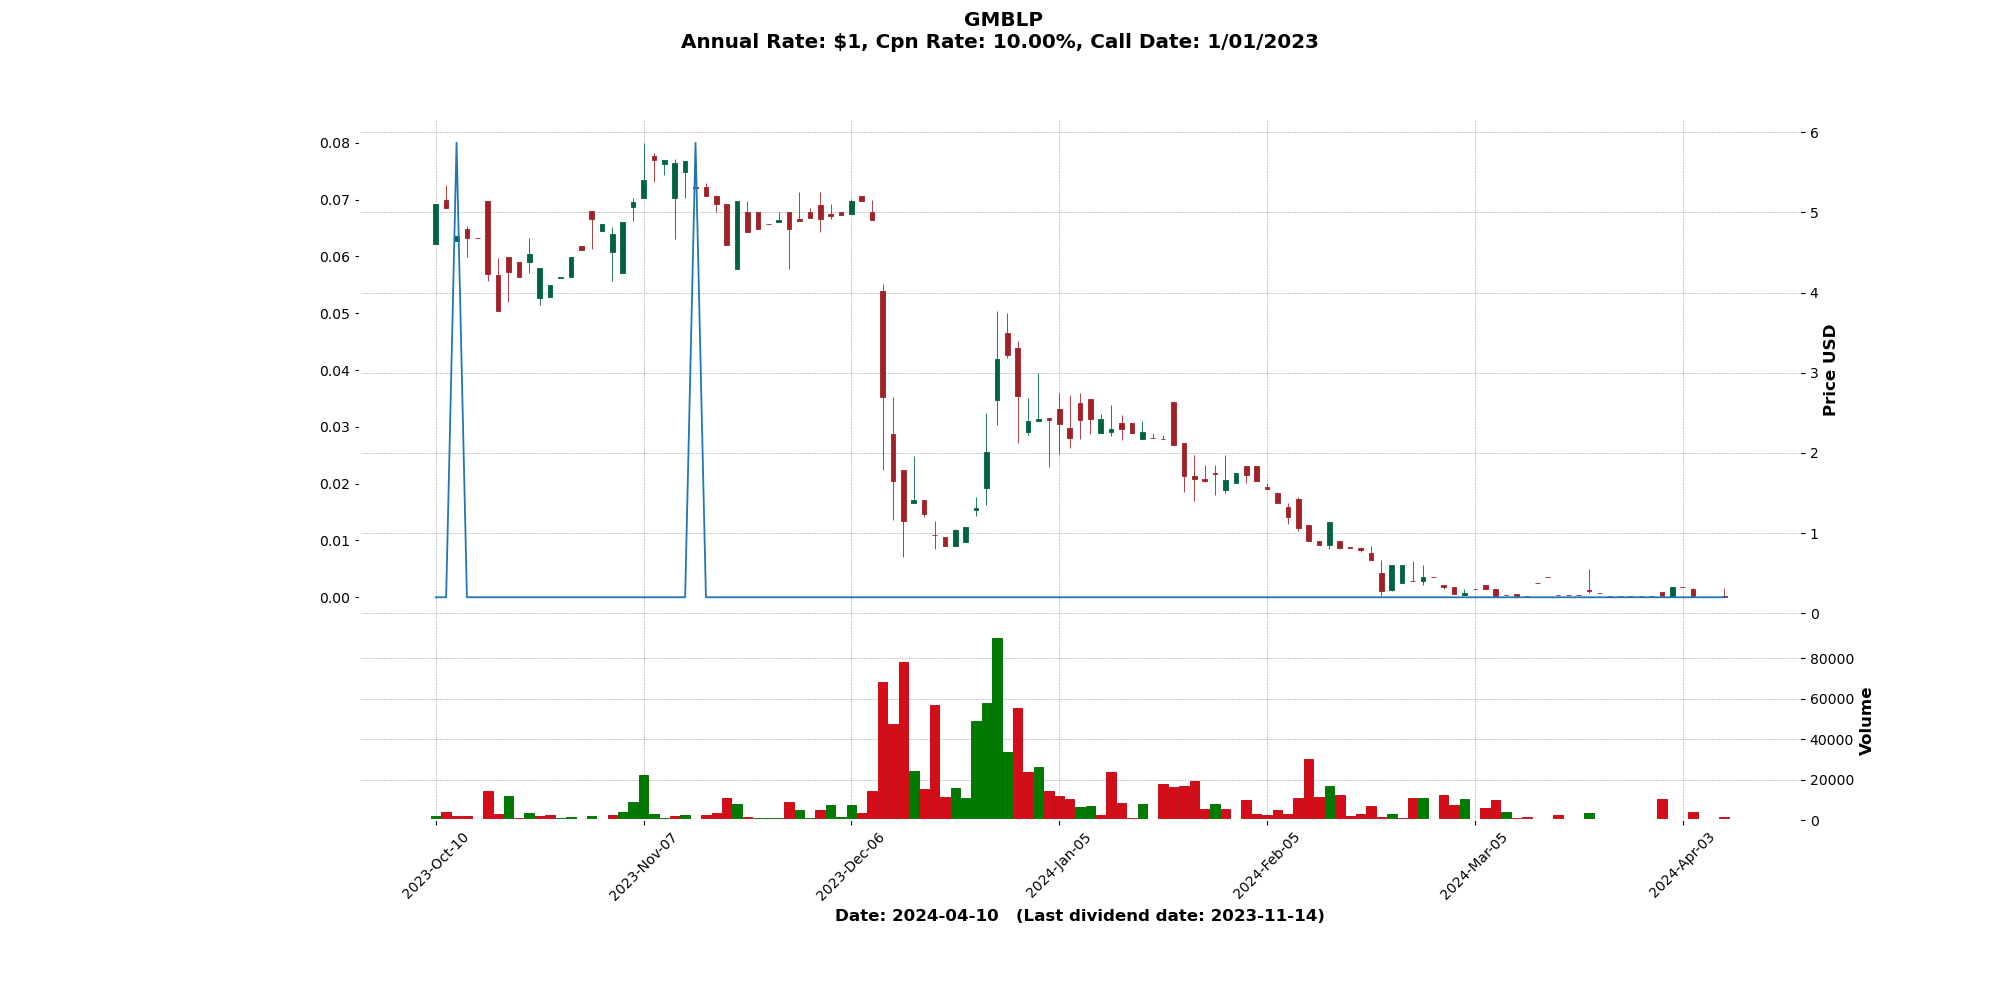 GMBLP
Annual Rate: $1, Cpn Rate: 10.00%, Call Date: 1/01/2023
0.08
0.07
0.06
0.05
0.04
0.03
0.02
0.01
0.00
6
5
4
3
2
1
0
Price USD
80000
60000
40000
20000
0
Volume
2023-Oct-10
2023-Nov-07
2023-Dec-06
2024-Jan-05
2024-Feb-05
2024-Mar-05
2024-Apr-03
Date: 2024-04-10 (Last dividend date: 2023-11-14)